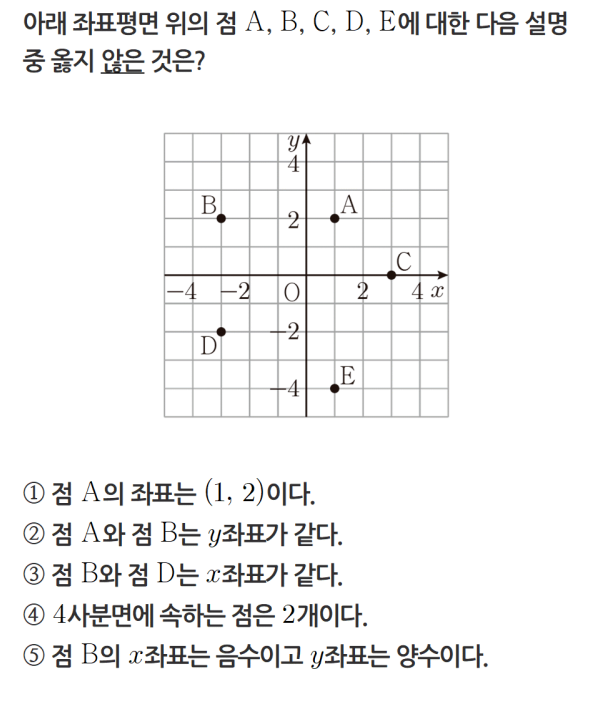 아래 좌표평면 위의 점 A, B, C, D, E에 대한 다음 설명
중 옳지 않은 것은?
y
4
B
A
2
C
−4 −2 O 2 4 x
−2
D
E
−4
① 점 A의 좌표는 (1, 2)이다.
② 점 A와 점 B는 y좌표가 같다.
③ 점 B와 점 D는 x좌표가 같다.
④ 4사분면에 속하는 점은 2개이다.
⑤ 점 B의 x좌표는 음수이고 y좌표는 양수이다.